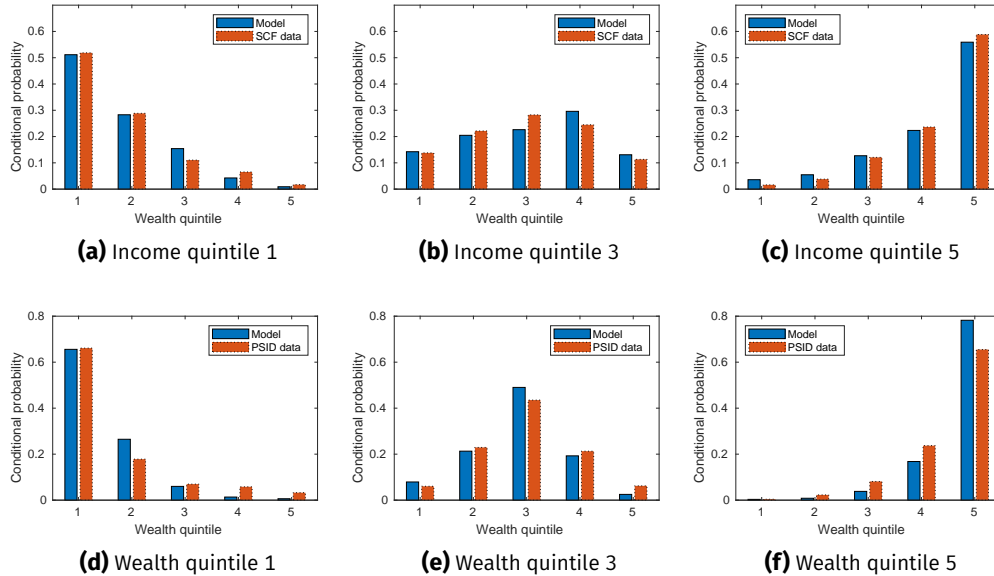 Conditional probability
0.6
0.5
0.4
0.3
0.2
0.1
0
Model
SCF data
1 2 3 4 5
Wealth quintile
(a) Income quintile 1
Conditional probability
0.6
0.5
0.4
0.3
0.2
0.1
0
Model
SCF data
1 2 3 4 5
Wealth quintile
(b) Income quintile 3
Conditional probability
0.6
0.5
0.4
0.3
0.2
0.1
0
Model
SCF data
1 2 3 4 5
Wealth quintile
(c) Income quintile 5
Conditional probability
0.8
0.6
0.4
0.2
0
Model
PSID data
1 2 3 4 5
Wealth quintile
(d) Wealth quintile 1
Conditional probability
0.8
0.6
0.4
0.2
0
Model
PSID data
1 2 3 4 5
Wealth quintile
(e) Wealth quintile 3
Conditional probability
0.8
0.6
0.4
0.2
0
Model
PSID data
1 2 3 4 5
Wealth quintile
(f) Wealth quintile 5